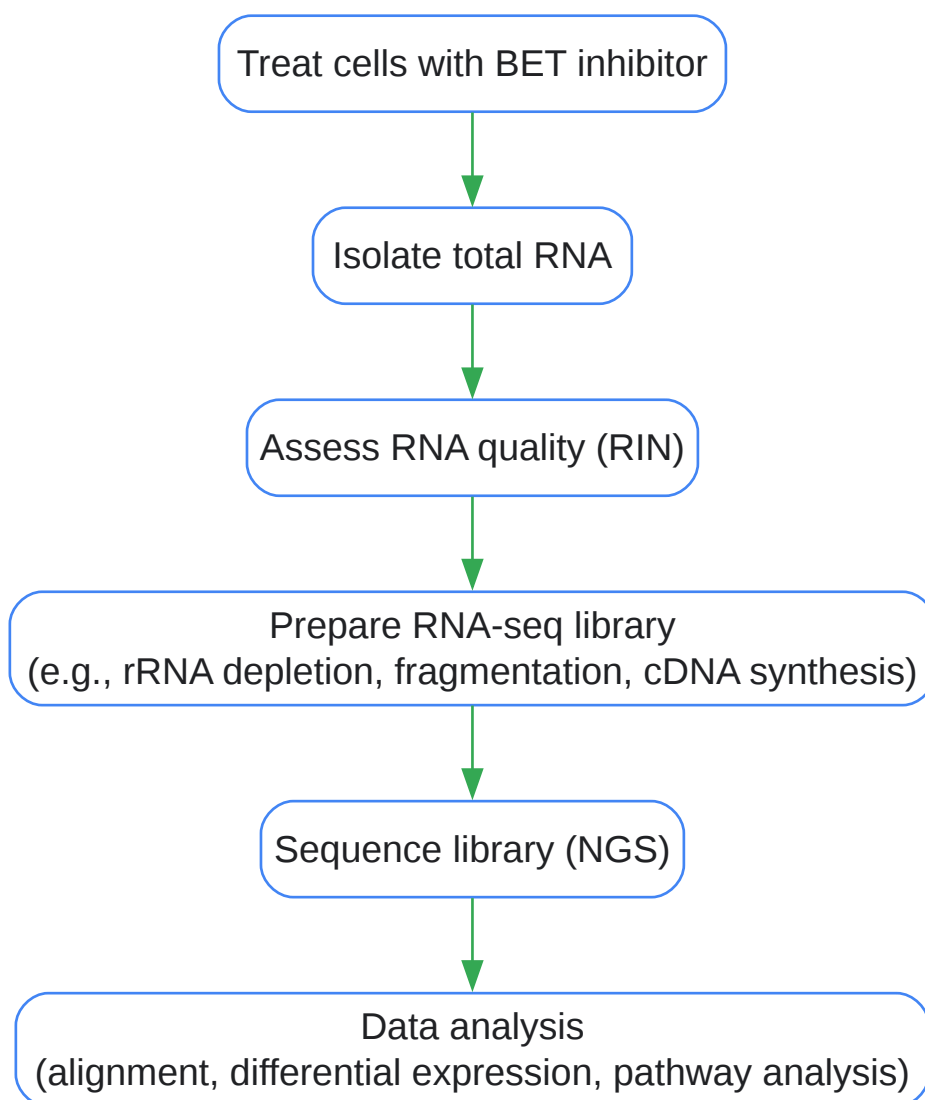 Treat cells with BET inhibitor
Isolate total RNA
Assess RNA quality (RIN)
Prepare RNA-seq library
(e.g., rRNA depletion, fragmentation, cDNA synthesis)
Sequence library (NGS)
Data analysis
(alignment, differential expression, pathway analysis)